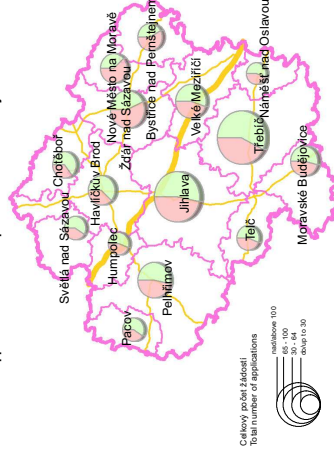 Světlá nad Sázavou
Chotěboř
Havlíčkův Brod
Nové Město na Moravě
Žďár nad Sázavou
Bystřice nad Pernštejnem
Humpolec
Pacov
Pelhřimov
Jihlava
Velké Meziříčí
Náměšť nad Oslavou
Třebíč
Telč
Moravské Budějovice
Celkový počet žádostí
Total number of applications
nad/above 100
65 - 100
30 - 64
do/up to 30